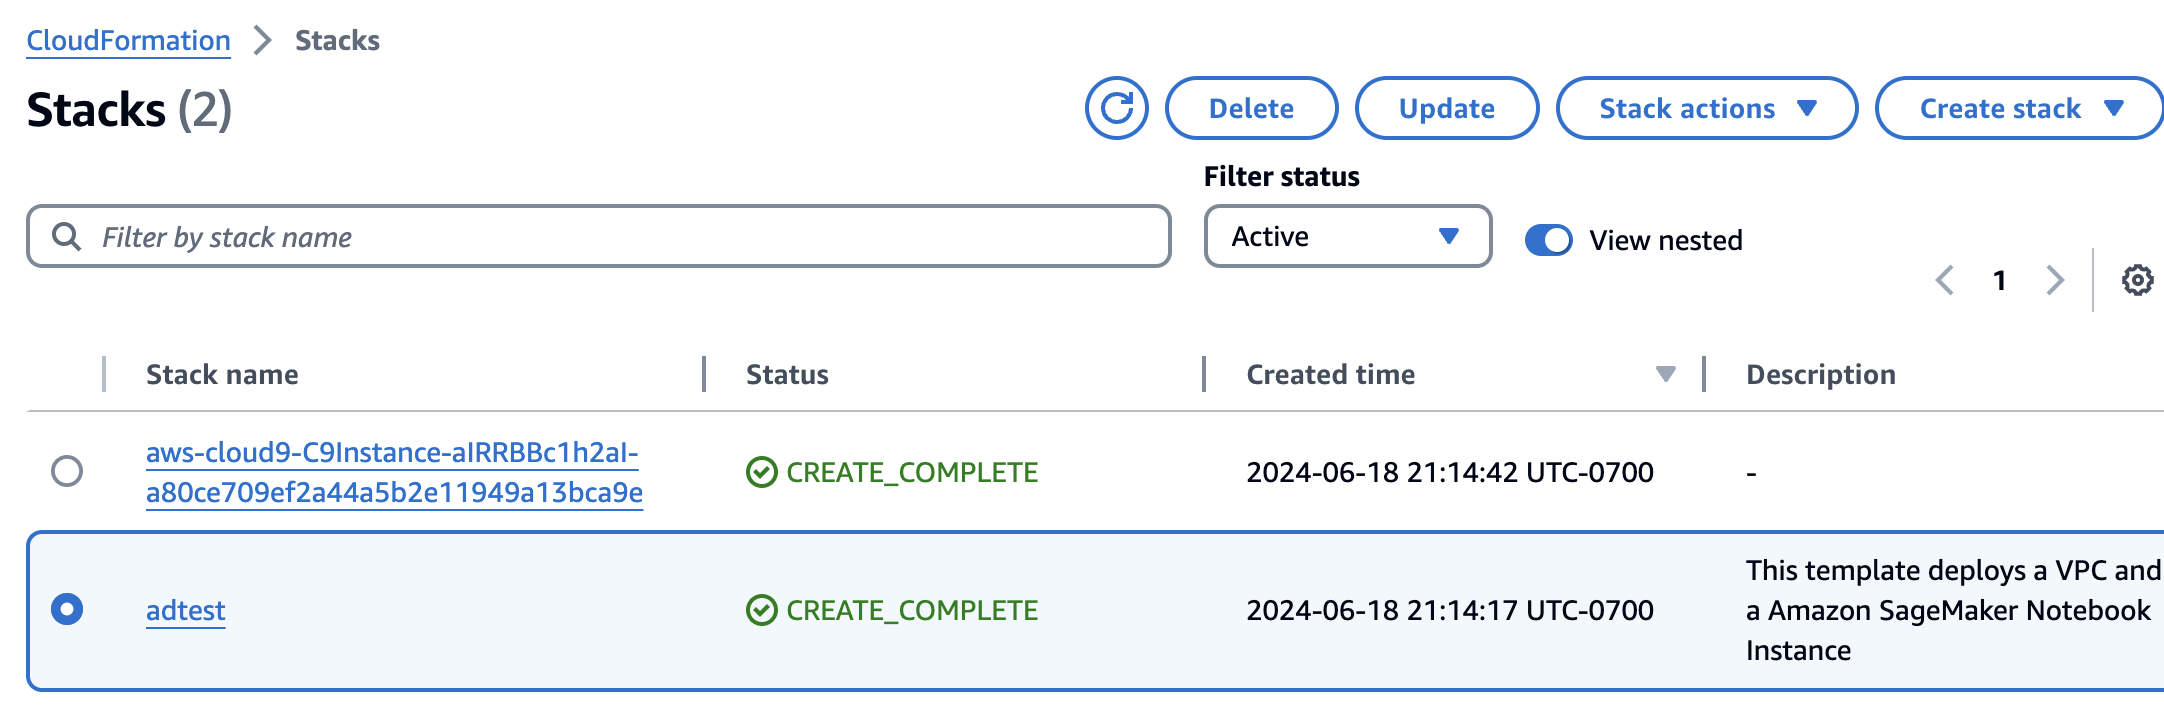 CloudFormation > Stacks
Stacks (2)
Delete
Update
Stack actions
Create stack
Filter by stack name
Filter status
Active
View nested
1
Stack name
Status
Created time
Description
aws-cloud9-C9Instance-aIRRBBc1h2aI-
a80ce709ef2a44a5b2e11949a13bca9e
CREATE_COMPLETE
2024-06-18 21:14:42 UTC-0700
-
adtest
CREATE_COMPLETE
2024-06-18 21:14:17 UTC-0700
This template deploys a VPC and
a Amazon SageMaker Notebook
Instance